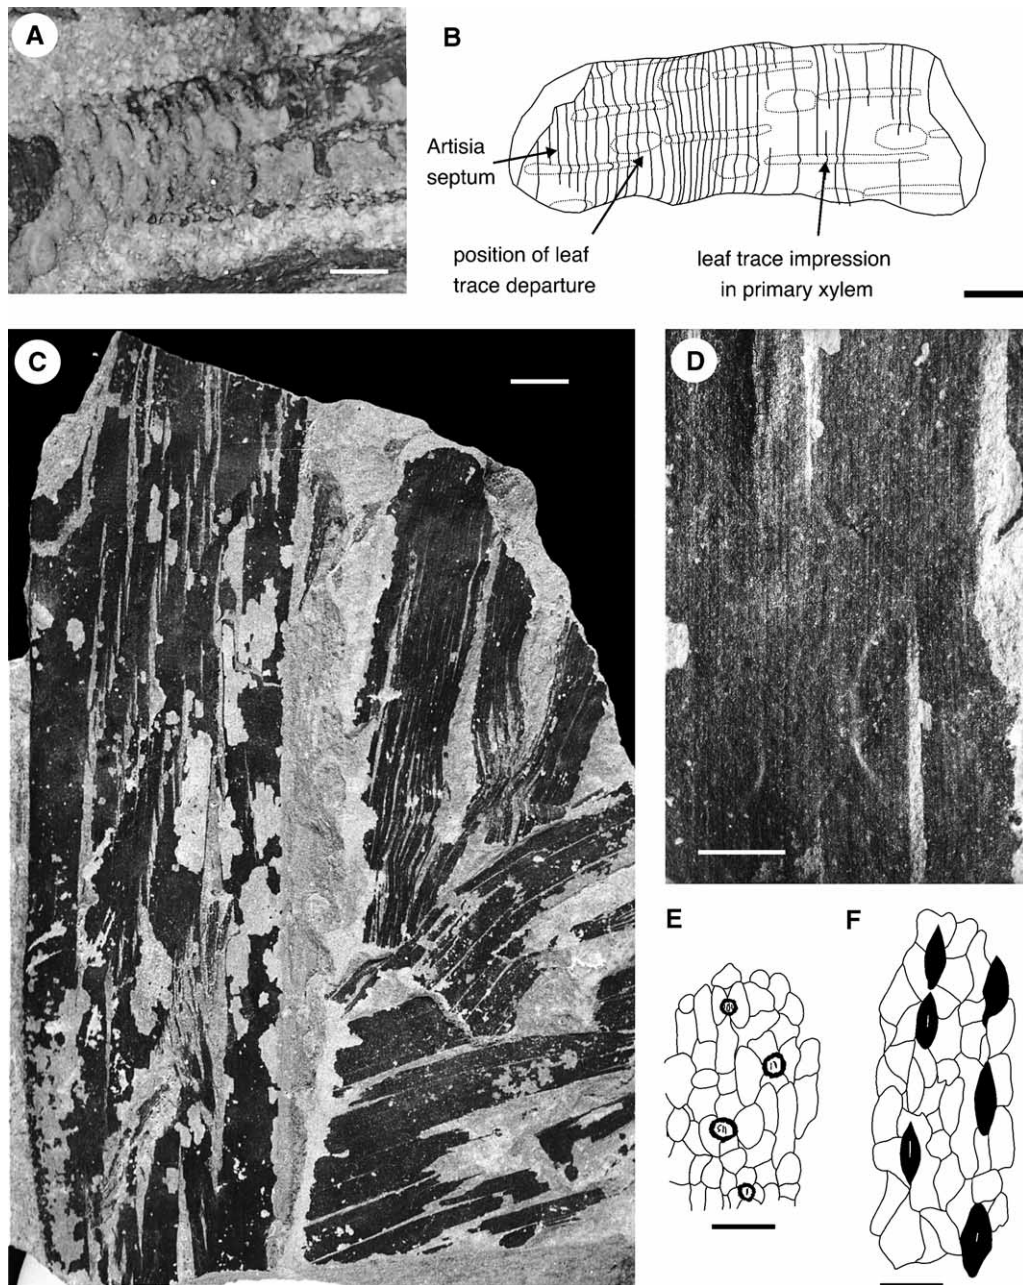 A
B
Artisia
septum
position of leaf
trace departure
leaf trace impression
in primary xylem
C
D
E
F